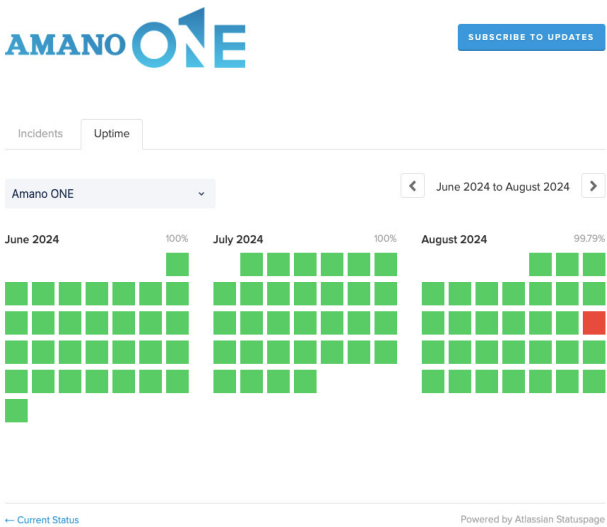 AMANO ONE
SUBSCRIBE TO UPDATES
Incidents
Uptime
Amano ONE
June 2024 to August 2024
June 2024
100%
July 2024
100%
August 2024
99.79%
← Current Status
Powered by Atlassian Statuspage